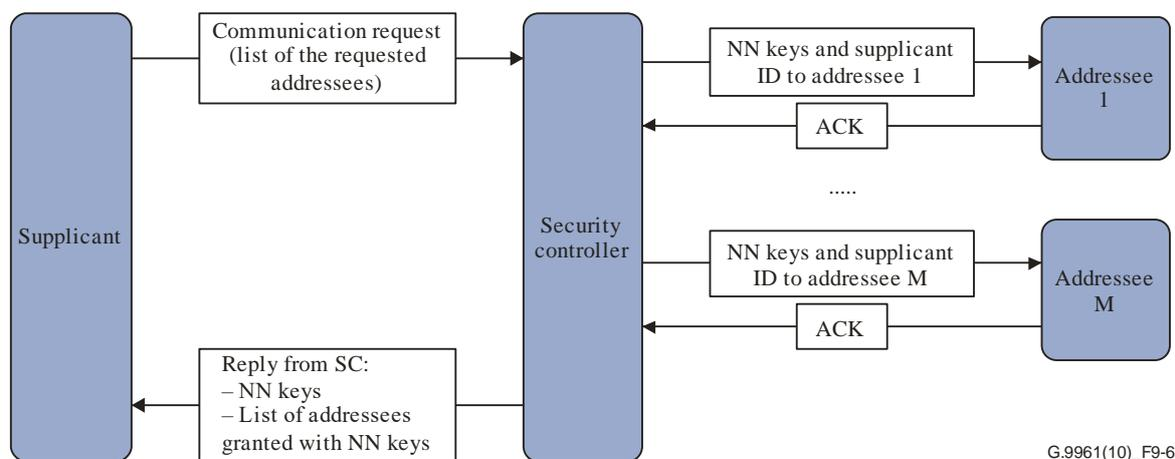 Supplicant
Communication request
(list of the requested
addressees)
Security
controller
NN keys and supplicant
ID to addressee 1
Addressee
1
ACK
.....
NN keys and supplicant
ID to addressee M
Addressee
M
ACK
Reply from SC:
– NN keys
– List of addressees
granted with NN keys
G.9961(10)_F9-6